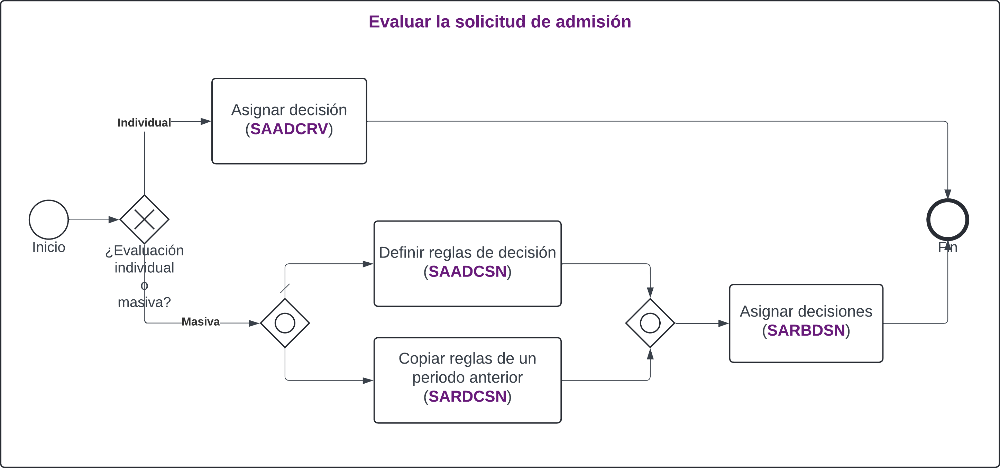 Evaluar la solicitud de admisión
Asignar decisión
(SAADCRV)
Individual
Inicio
¿Evaluación
individual
o
masiva?
Masiva
Definir reglas de decisión
(SAADCSN)
Copiar reglas de un
periodo anterior
(SARDCSN)
Asignar decisiones
(SARBDSN)
Fin